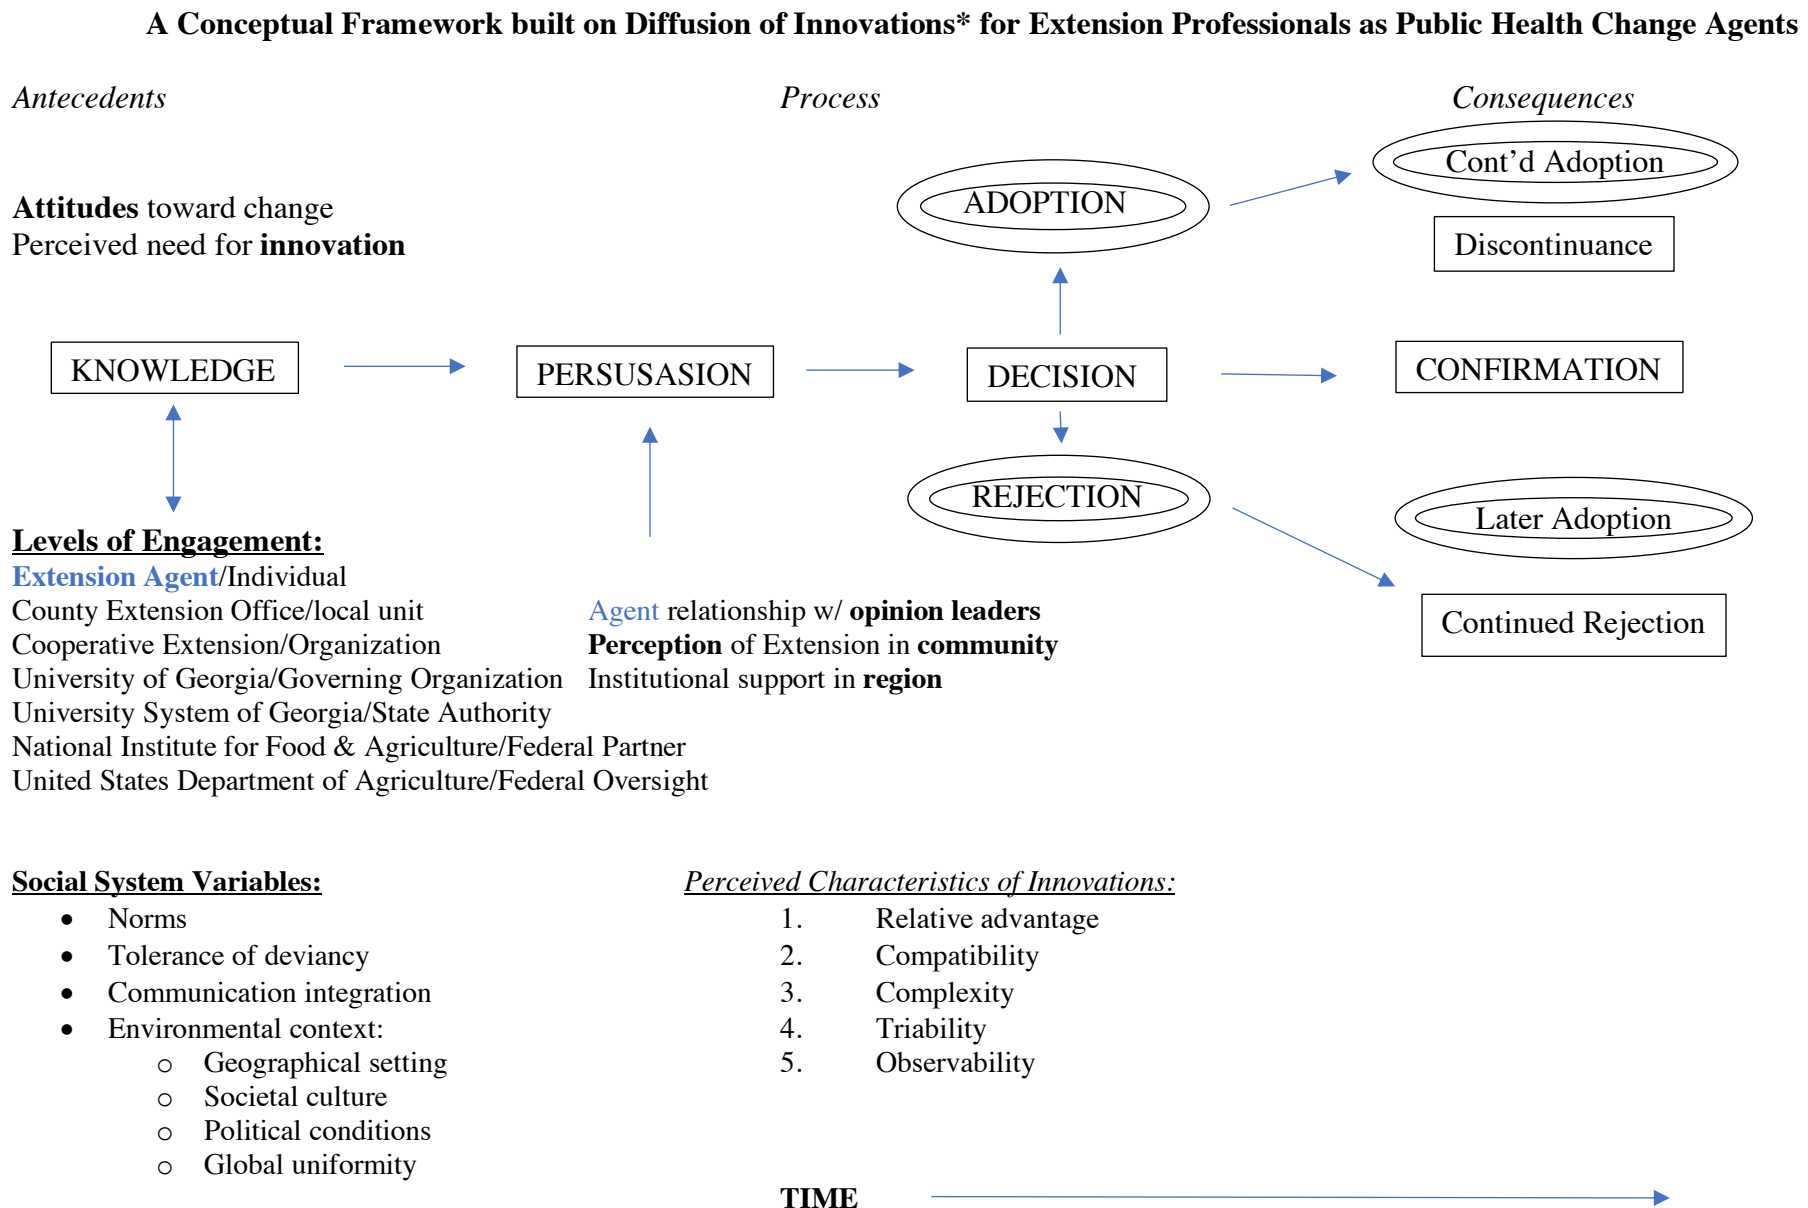 A Conceptual Framework built on Diffusion of Innovations* for Extension Professionals as Public Health Change Agents
Antecedents
Process
Consequences
Attitudes toward change
Perceived need for innovation
ADOPTION
Cont’d Adoption
Discontinuance
KNOWLEDGE
PERSUSASION
DECISION
CONFIRMATION
REJECTION
Later Adoption
Continued Rejection
Levels of Engagement:
Extension Agent/Individual
County Extension Office/local unit
Cooperative Extension/Organization
University of Georgia/Governing Organization
University System of Georgia/State Authority
National Institute for Food & Agriculture/Federal Partner
United States Department of Agriculture/Federal Oversight
Agent relationship w/ opinion leaders
Perception of Extension in community
Institutional support in region
Social System Variables:
• Norms
• Tolerance of deviancy
• Communication integration
• Environmental context:
o Geographical setting
o Societal culture
o Political conditions
o Global uniformity
Perceived Characteristics of Innovations:
1. Relative advantage
2. Compatibility
3. Complexity
4. Triability
5. Observability
TIME